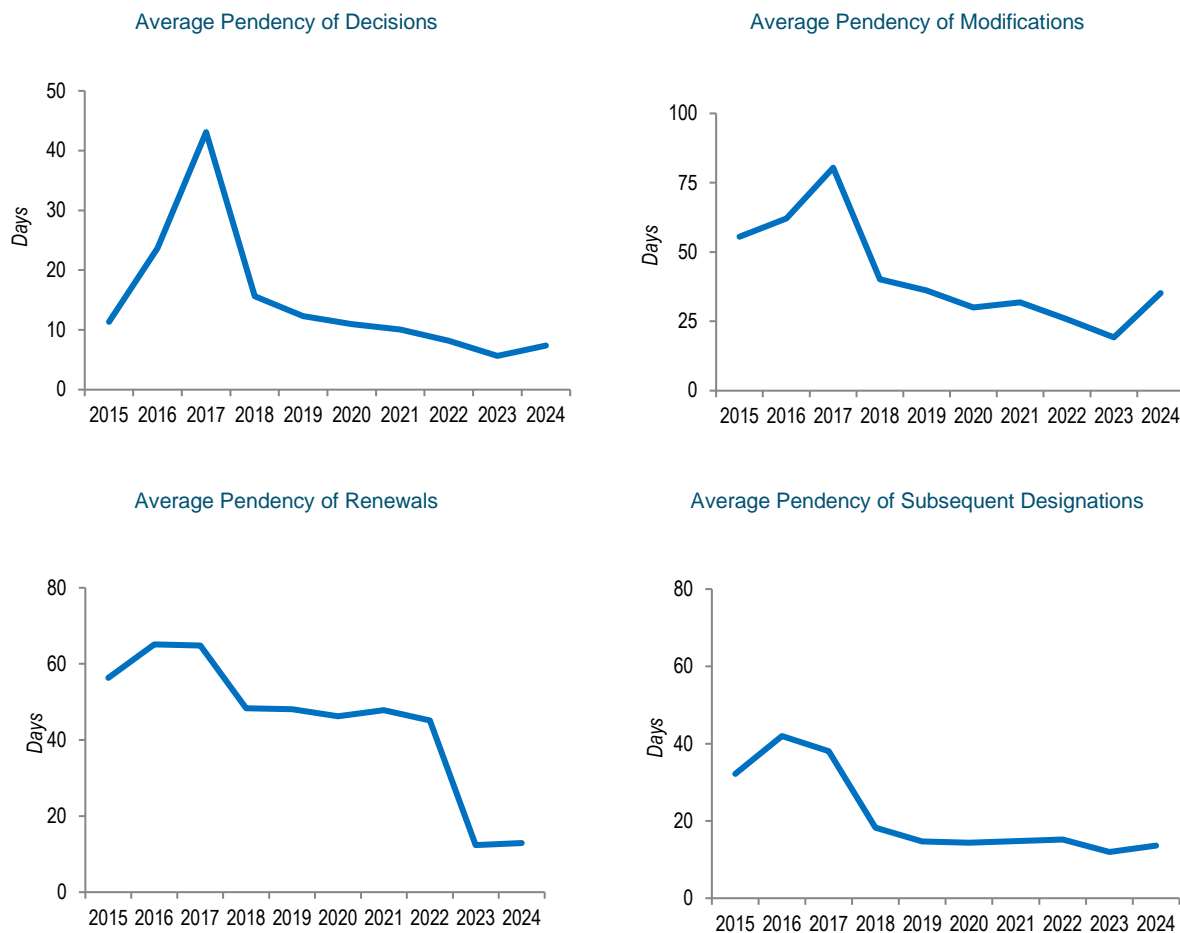 Average Pendency of Decisions
50
40
30
20
10
0
Days
2015 2016 2017 2018 2019 2020 2021 2022 2023 2024
Average Pendency of Modifications
100
75
50
25
0
Days
2015 2016 2017 2018 2019 2020 2021 2022 2023 2024
Average Pendency of Renewals
80
60
40
20
0
Days
2015 2016 2017 2018 2019 2020 2021 2022 2023 2024
Average Pendency of Subsequent Designations
80
60
40
20
0
Days
2015 2016 2017 2018 2019 2020 2021 2022 2023 2024